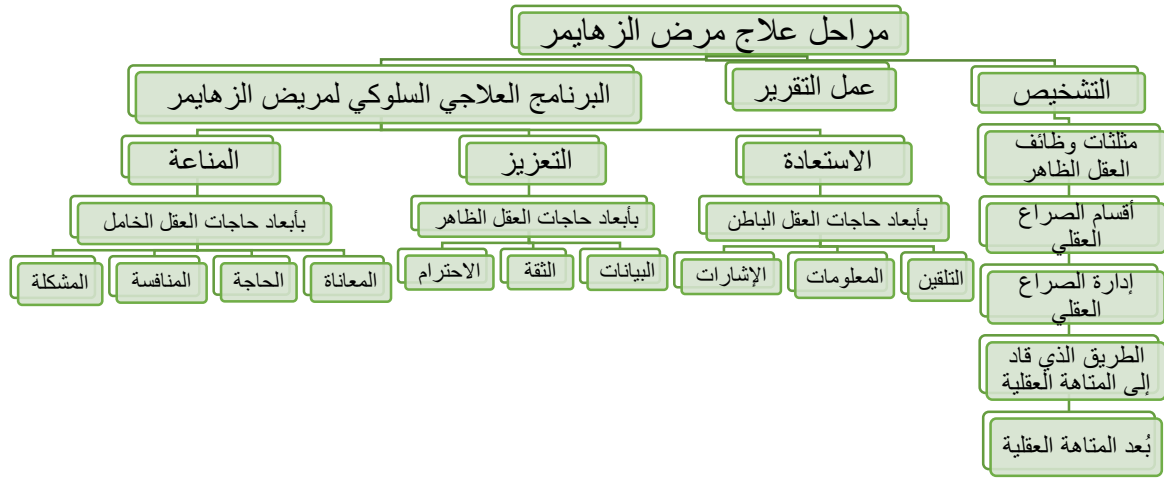 مراحل علاج مرض الزهايمر
التشخيص
عمل التقرير
البرنامج العلاجي السلوكي لمريض الزهايمر
مثلثات وظائف
العقل الظاهر
أقسام الصراع
العقلي
إدارة الصراع
العقلي
الطريق الذي قاد
إلى المتاهة العقلية
بُعد المتاهة العقلية
الاستعادة
بأبعاد حاجات العقل الباطن
التلقين
المعلومات
الإشارات
التعزيز
بأبعاد حاجات العقل الظاهر
البيانات
الثقة
الاحترام
المناعة
بأبعاد حاجات العقل الخامل
المعاناة
الحاجة
المنافسة
المشكلة